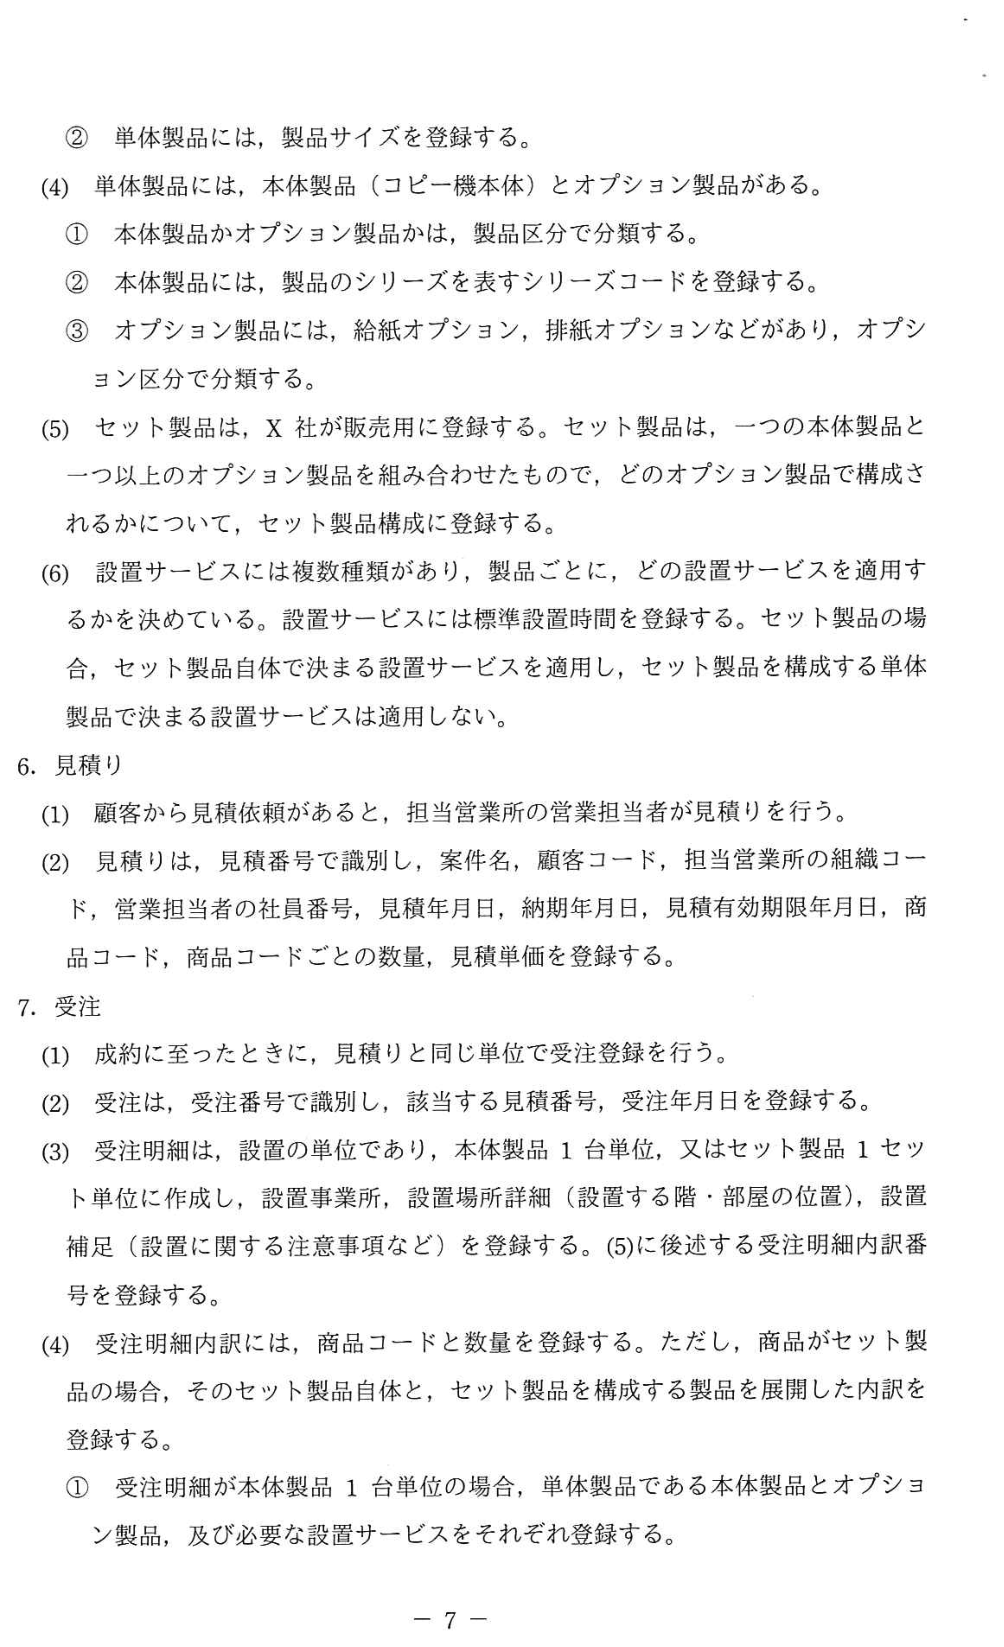 ② 単体製品には，製品サイズを登録する。
(4) 単体製品には，本体製品（コピー機本体）とオプション製品がある。
① 本体製品かオプション製品かは，製品区分で分類する。
② 本体製品には，製品のシリーズを表すシリーズコードを登録する。
③ オプション製品には，給紙オプション，排紙オプションなどがあり，オプシ
ョン区分で分類する。
(5) セット製品は，X 社が販売用に登録する。セット製品は，一つの本体製品と
一つ以上のオプション製品を組み合わせたもので，どのオプション製品で構成さ
れるかについて，セット製品構成に登録する。
(6) 設置サービスには複数種類があり，製品ごとに，どの設置サービスを適用す
るかを決めている。設置サービスには標準設置時間を登録する。セット製品の場
合，セット製品自体で決まる設置サービスを適用し，セット製品を構成する単体
製品で決まる設置サービスは適用しない。
6. 見積り
(1) 顧客から見積依頼があると，担当営業所の営業担当者が見積りを行う。
(2) 見積りは，見積番号で識別し，案件名，顧客コード，担当営業所の組織コー
ド，営業担当者の社員番号，見積年月日，納期年月日，見積有効期限年月日，商
品コード，商品コードごとの数量，見積単価を登録する。
7. 受注
(1) 成約に至ったときに，見積りと同じ単位で受注登録を行う。
(2) 受注は，受注番号で識別し，該当する見積番号，受注年月日を登録する。
(3) 受注明細は，設置の単位であり，本体製品 1 台単位，又はセット製品 1 セッ
ト単位に作成し，設置事業所，設置場所詳細（設置する階・部屋の位置），設置
補足（設置に関する注意事項など）を登録する。(5)に後述する受注明細内訳番
号を登録する。
(4) 受注明細内訳には，商品コードと数量を登録する。ただし，商品がセット製
品の場合，そのセット製品自体と，セット製品を構成する製品を展開した内訳を
登録する。
① 受注明細が本体製品 1 台単位の場合，単体製品である本体製品とオプショ
ン製品，及び必要な設置サービスをそれぞれ登録する。
－ 7 －